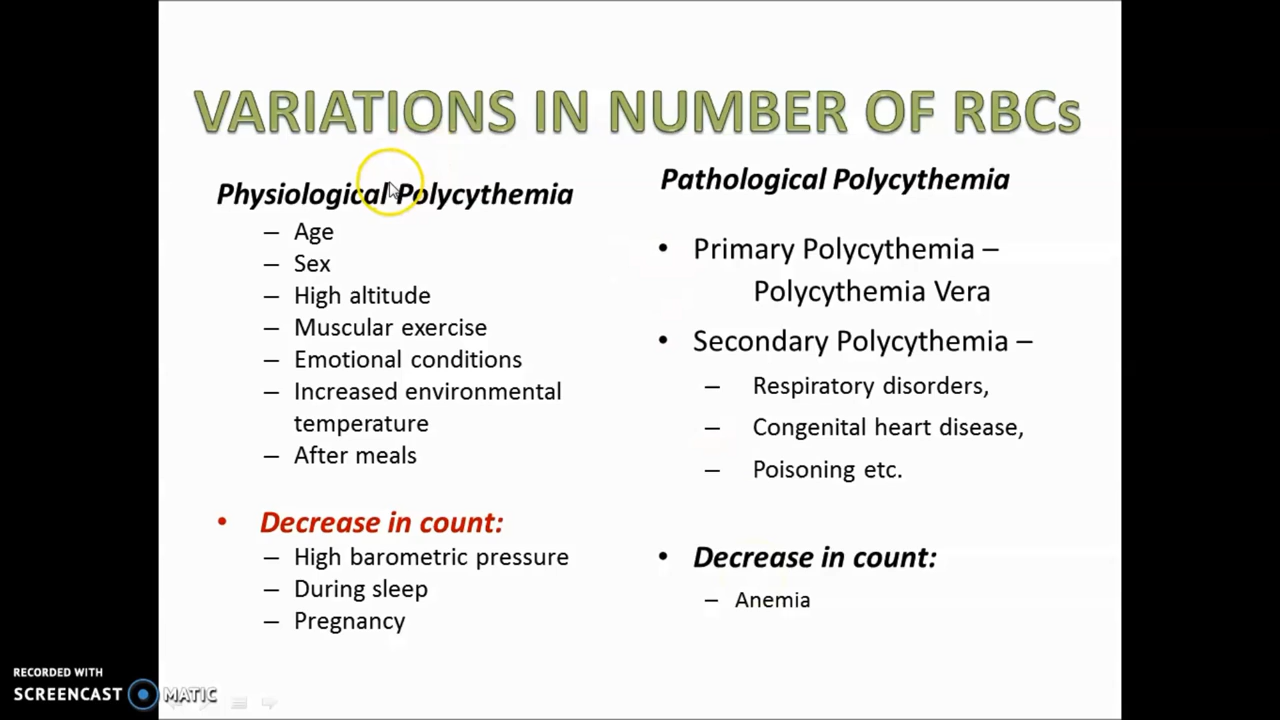 VARIATIONS IN NUMBER OF RBCs
Physiological Polycythemia
– Age
– Sex
– High altitude
– Muscular exercise
– Emotional conditions
– Increased environmental
temperature
– After meals
• Decrease in count:
– High barometric pressure
– During sleep
– Pregnancy
Pathological Polycythemia
• Primary Polycythemia –
Polycythemia Vera
• Secondary Polycythemia –
– Respiratory disorders,
– Congenital heart disease,
– Poisoning etc.
• Decrease in count:
– Anemia
RECORDED WITH
SCREENCAST MATIC